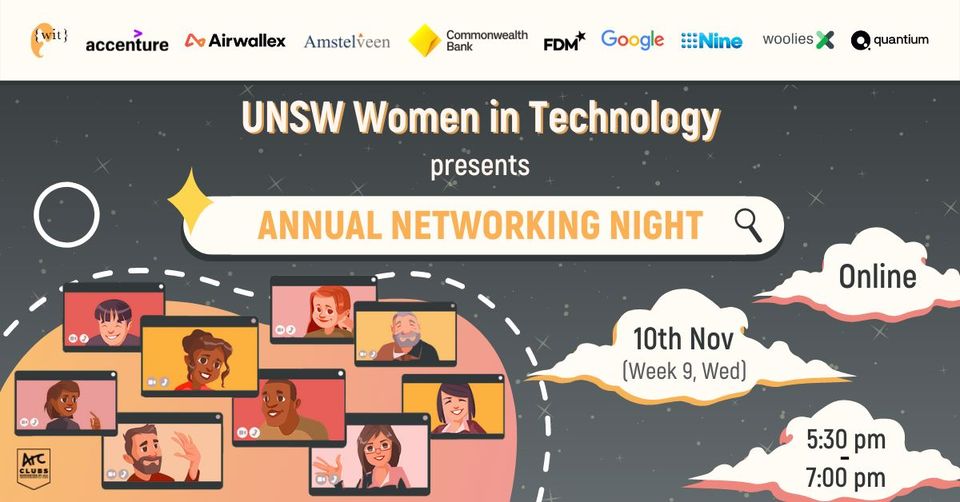 {wit}
accenture
Airwallex
Amstelveen
Commonwealth
Bank
FDM
Google
Nine
woolies X
quantium
UNSW Women in Technology
presents
ANNUAL NETWORKING NIGHT
Online
10th Nov
(Week 9, Wed)
5:30 pm
-
7:00 pm
ARC
CLUBS